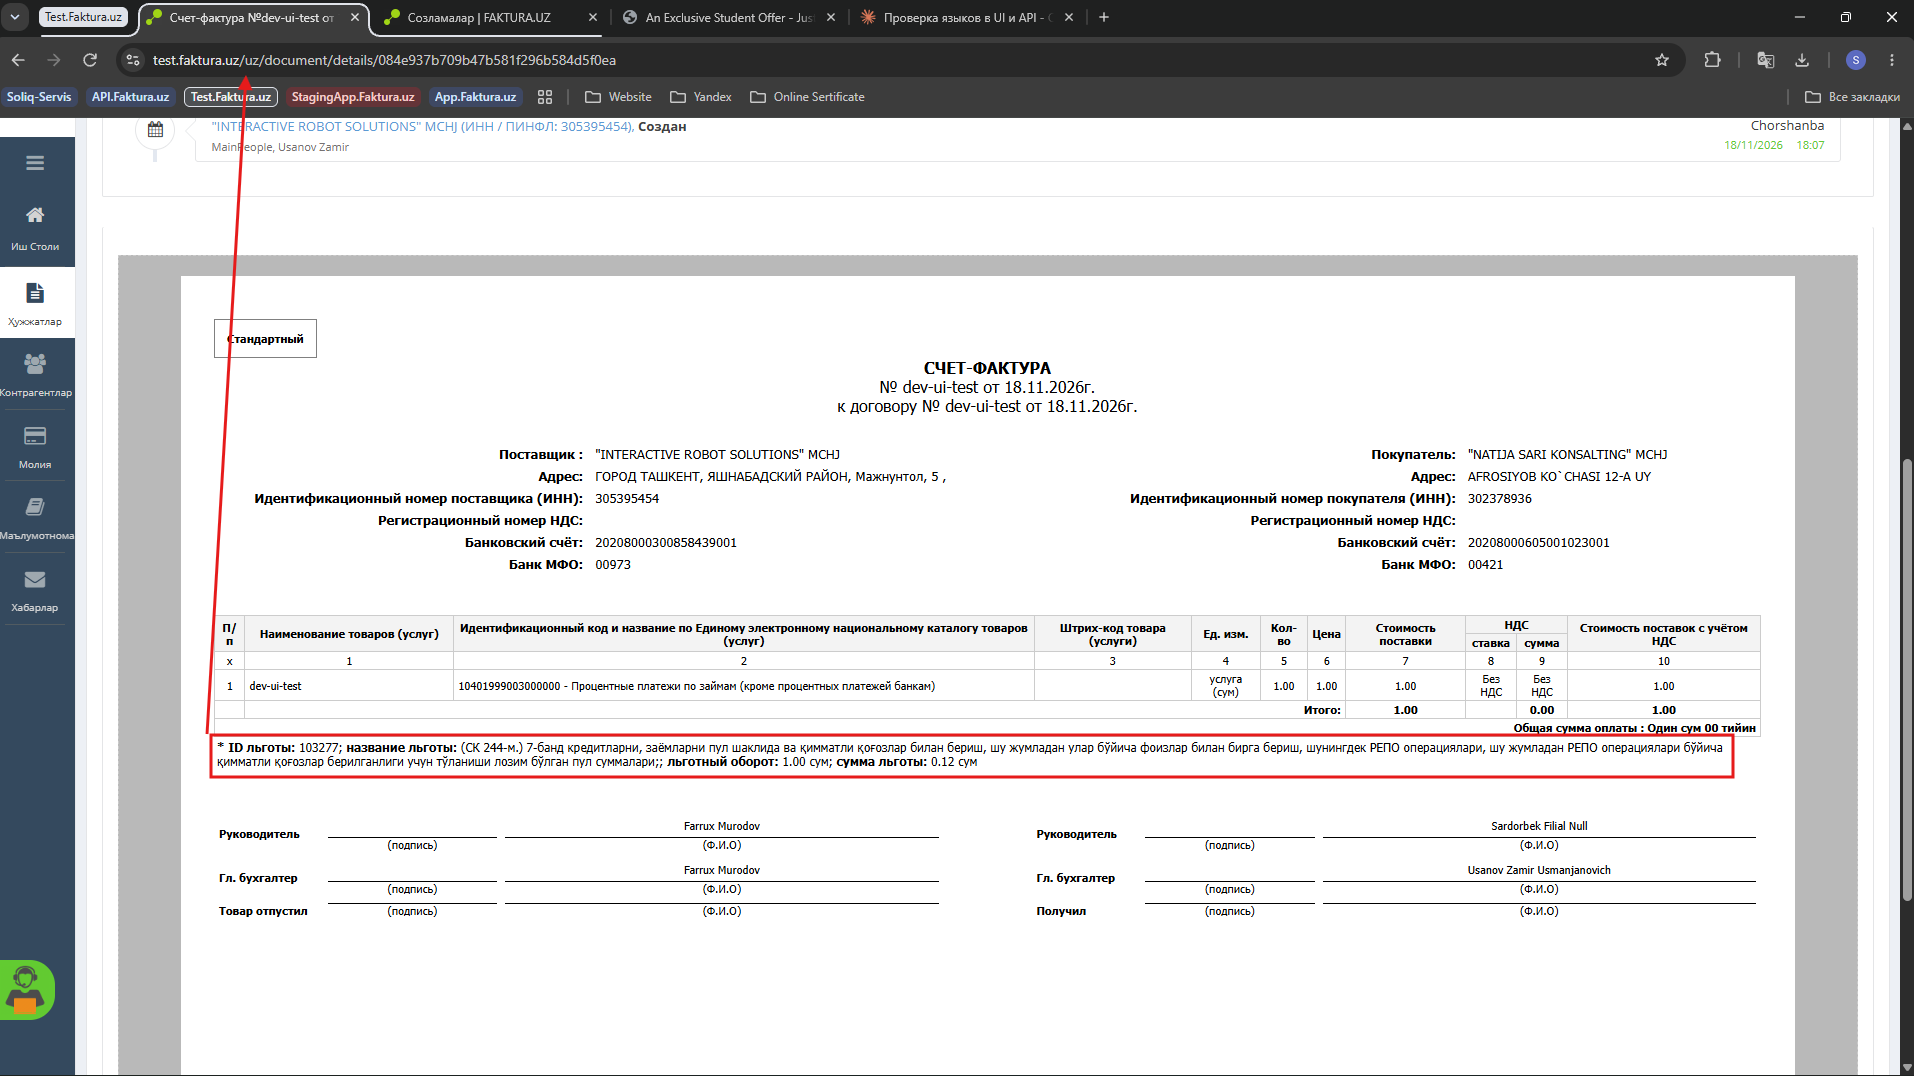 Test.Faktura.uz
Счет-фактура №dev-ui-test от
Созламалар | FAKTURA.UZ
An Exclusive Student Offer - Jus
Проверка языков в UI и API -
test.faktura.uz/uz/document/details/084e937b709b47b581f296b584d5f0ea
S
Soliq-Servis
API.Faktura.uz
Test.Faktura.uz
StagingApp.Faktura.uz
App.Faktura.uz
Website
Yandex
Online Sertificate
Все закладки
"INTERACTIVE ROBOT SOLUTIONS" MCHJ (ИНН / ПИНФЛ: 305395454), Создан
MainPeople, Usanov Zamir
Chorshanba
18/11/2026 18:07
Иш Столи
Ҳужжатлар
Контрагентлар
Молия
Маълумотнома
Хабарлар
Стандартный
СЧЕТ-ФАКТУРА
№ dev-ui-test от 18.11.2026г.
к договору № dev-ui-test от 18.11.2026г.
Поставщик : "INTERACTIVE ROBOT SOLUTIONS" MCHJ
Адрес: ГОРОД ТАШКЕНТ, ЯШНАБАДСКИЙ РАЙОН, Мажнунтол, 5 ,
Идентификационный номер поставщика (ИНН): 305395454
Регистрационный номер НДС:
Банковский счёт: 20208000300858439001
Банк МФО: 00973
Покупатель: "NATIJA SARI KONSALTING" MCHJ
Адрес: AFROSIYOB KO`CHASI 12-A UY
Идентификационный номер покупателя (ИНН): 302378936
Регистрационный номер НДС:
Банковский счёт: 20208000605001023001
Банк МФО: 00421
П/п
Наименование товаров (услуг)
Идентификационный код и название по Единому электронному национальному каталогу товаров (услуг)
Штрих-код товара (услуги)
Ед. изм.
Кол-во
Цена
Стоимость поставки
НДС
ставка сумма
Стоимость поставок с учётом НДС
x 1 2 3 4 5 6 7 8 9 10
1 dev-ui-test 10401999003000000 - Процентные платежи по займам (кроме процентных платежей банкам) услуга (сум) 1.00 1.00 1.00 Без НДС Без НДС 1.00
Итого: 1.00 0.00 1.00
Общая сумма оплаты : Один сум 00 тийин
* ID льготы: 103277; название льготы: (СК 244-м.) 7-банд кредитларни, заёмларни пул шаклида ва қимматли қоғозлар билан бериш, шу жумладан улар бўйича фоизлар билан бирга бериш, шунингдек РЕПО операциялари, шу жумладан РЕПО операциялари бўйича
қимматли қоғозлар берилганлиги учун тўланиши лозим бўлган пул суммалари;; льготный оборот: 1.00 сум; сумма льготы: 0.12 сум
Farrux Murodov
Руководитель
(подпись) (Ф.И.О)
Farrux Murodov
Гл. бухгалтер
(подпись) (Ф.И.О)
Товар отпустил
(подпись) (Ф.И.О)
Sardorbek Filial Null
Руководитель
(подпись) (Ф.И.О)
Usanov Zamir Usmanjanovich
Гл. бухгалтер
(подпись) (Ф.И.О)
Получил
(подпись) (Ф.И.О)